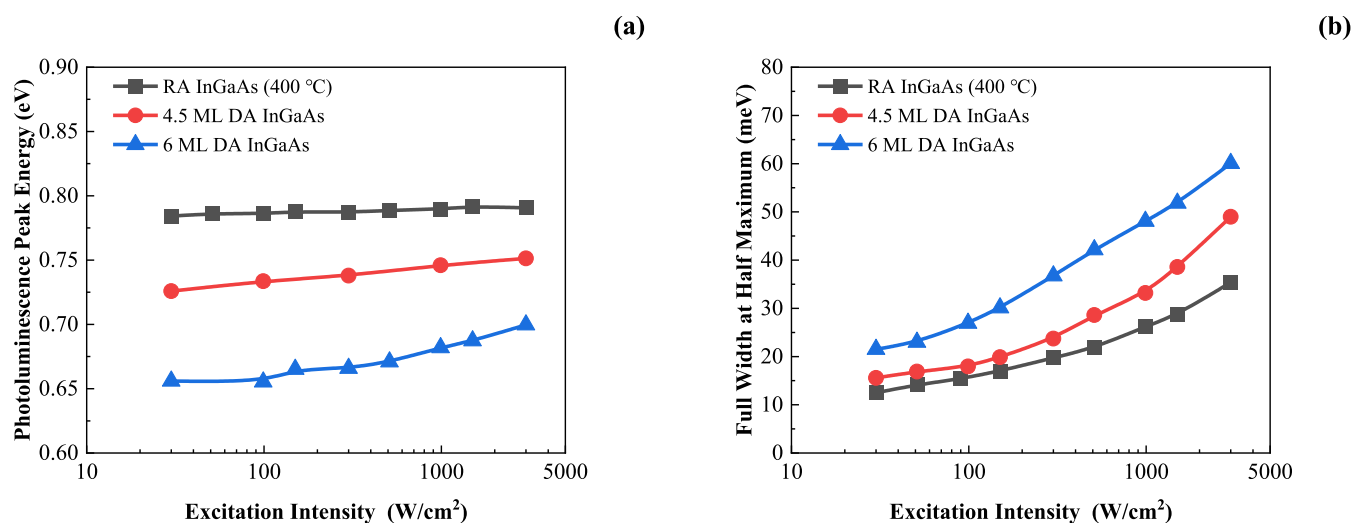 (a)
Photoluminescence Peak Energy (eV)
0.90
0.85
0.80
0.75
0.70
0.65
0.60
RA InGaAs (400 ℃)
4.5 ML DA InGaAs
6 ML DA InGaAs
10
100
1000
5000
Excitation Intensity (W/cm²)
(b)
Full Width at Half Maximum (meV)
80
70
60
50
40
30
20
10
0
RA InGaAs (400 ℃)
4.5 ML DA InGaAs
6 ML DA InGaAs
10
100
1000
5000
Excitation Intensity (W/cm²)